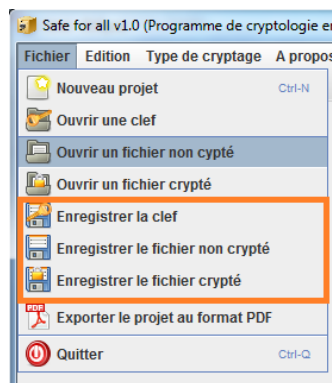 Safe for all v1.0 (Programme de cryptologie
Fichier Edition Type de cryptage A propos
Nouveau projet Ctrl-N
Ouvrir une clef
Ouvrir un fichier non cypté
Ouvrir un fichier crypté
Enregistrer la clef
Enregistrer le fichier non crypté
Enregistrer le fichier crypté
PDF
Exporter le projet au format PDF
Quitter Ctrl-Q